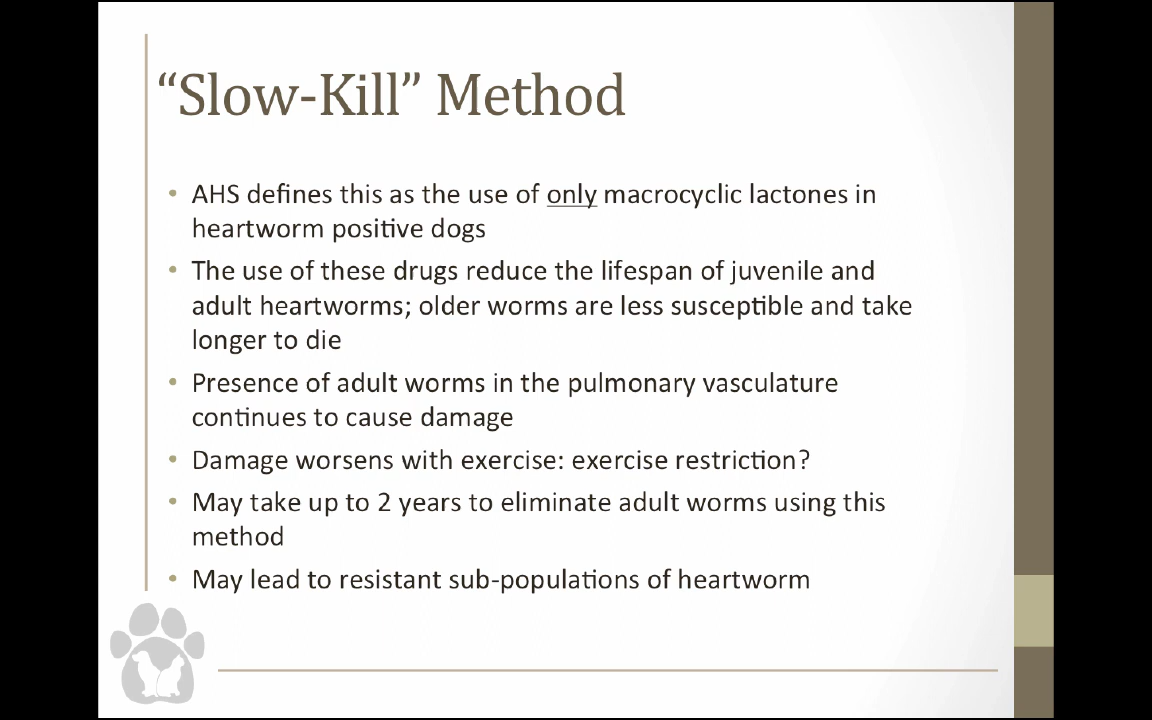 “Slow-Kill” Method
• AHS defines this as the use of only macrocyclic lactones in
heartworm positive dogs
• The use of these drugs reduce the lifespan of juvenile and
adult heartworms; older worms are less susceptible and take
longer to die
• Presence of adult worms in the pulmonary vasculature
continues to cause damage
• Damage worsens with exercise: exercise restriction?
• May take up to 2 years to eliminate adult worms using this
method
• May lead to resistant sub-populations of heartworm